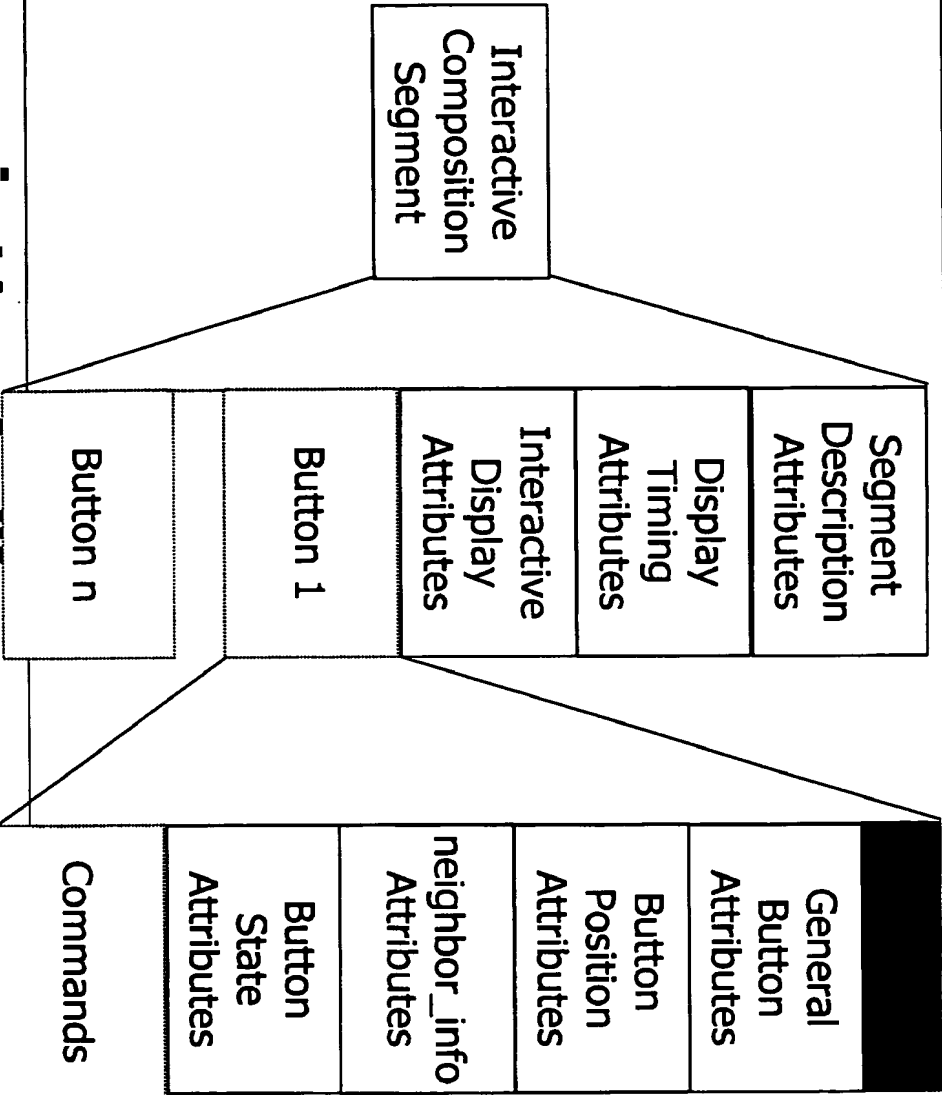 Interactive
Composition
Segment
Segment
Description
Attributes
Display
Timing
Attributes
Interactive
Display
Attributes
Button 1
Button n
General
Button
Attributes
Button
Position
Attributes
neighbor_info
Attributes
Button
State
Attributes
Commands